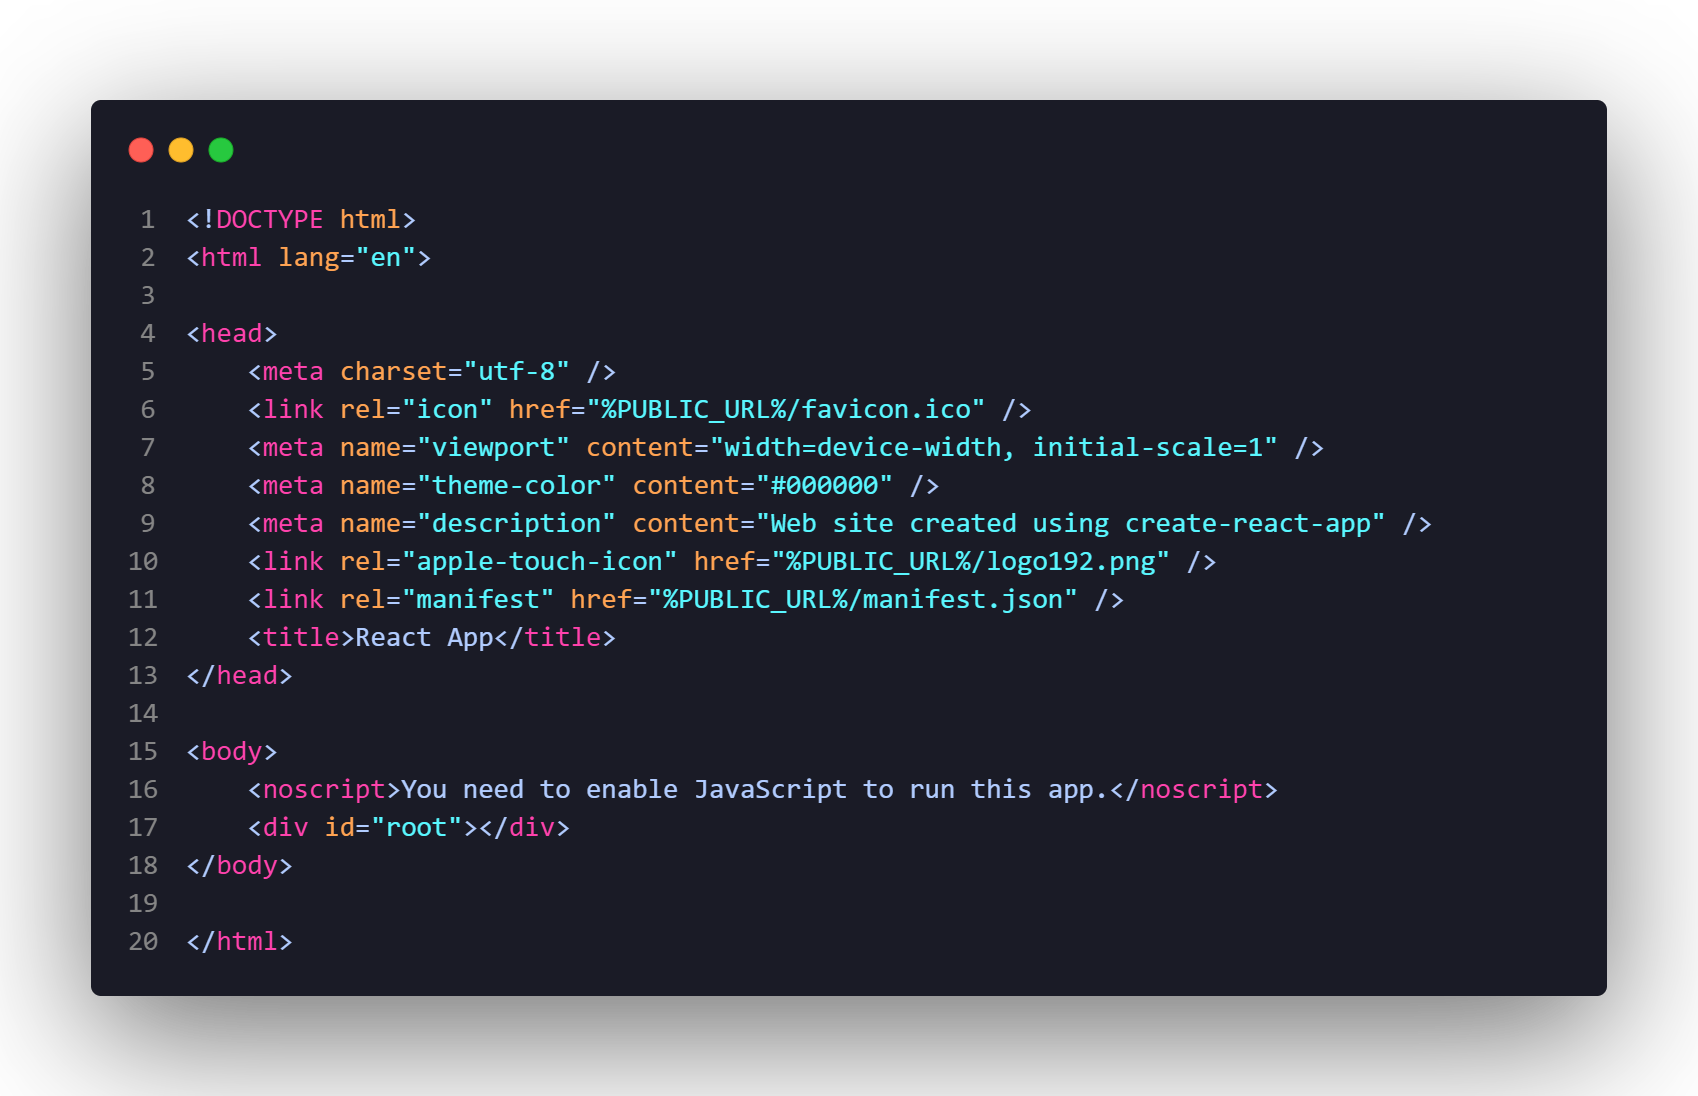 1 <!DOCTYPE html>
2 <html lang="en">
3
4 <head>
5     <meta charset="utf-8" />
6     <link rel="icon" href="%PUBLIC_URL%/favicon.ico" />
7     <meta name="viewport" content="width=device-width, initial-scale=1" />
8     <meta name="theme-color" content="#000000" />
9     <meta name="description" content="Web site created using create-react-app" />
10     <link rel="apple-touch-icon" href="%PUBLIC_URL%/logo192.png" />
11     <link rel="manifest" href="%PUBLIC_URL%/manifest.json" />
12     <title>React App</title>
13 </head>
14
15 <body>
16     <noscript>You need to enable JavaScript to run this app.</noscript>
17     <div id="root"></div>
18 </body>
19
20 </html>